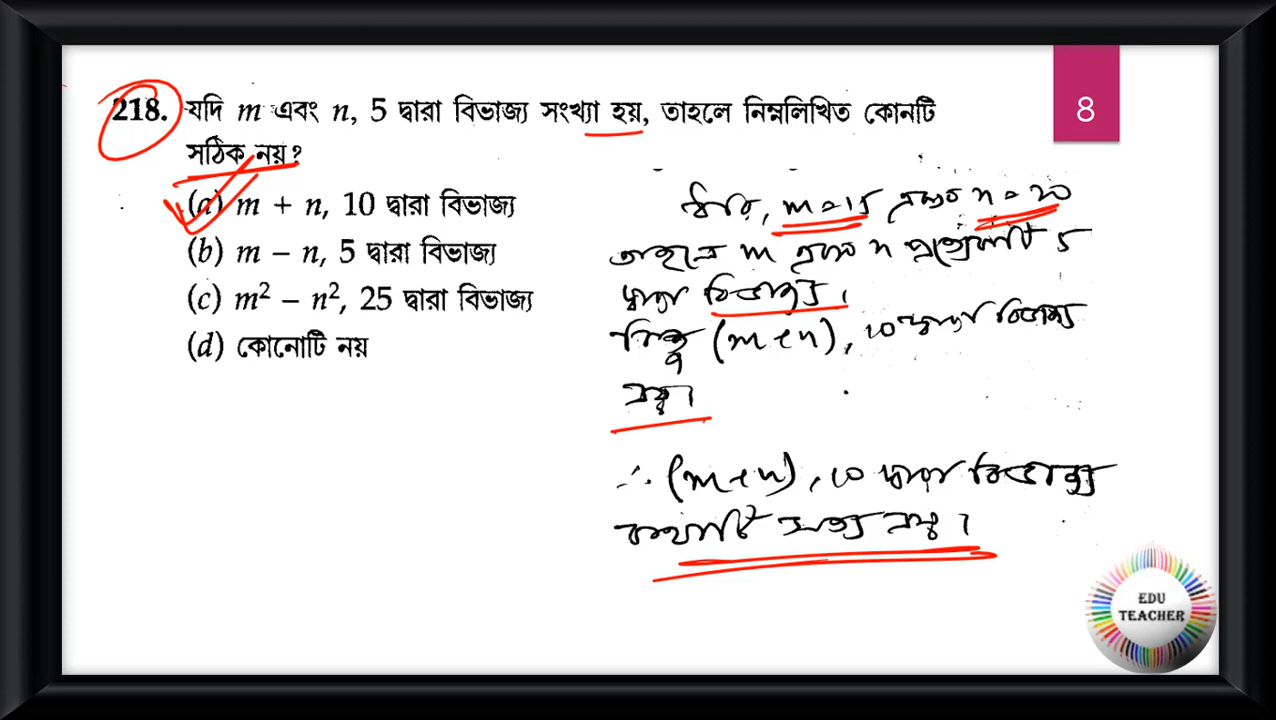 218. যদি m এবং n, 5 দ্বারা বিভাজ্য সংখ্যা হয়, তাহলে নিম্নলিখিত কোনটি
8
সঠিক নয়?
(a) m + n, 10 দ্বারা বিভাজ্য
(b) m − n, 5 দ্বারা বিভাজ্য
(c) m² − n², 25 দ্বারা বিভাজ্য
(d) কোনোটি নয়
ধরি, m = 15 এবং n = 20
তাহলে m এবং n প্রত্যেকটি 5
দ্বারা বিভাজ্য।
কিন্তু (m + n), 10 দ্বারা বিভাজ্য
নয়।
∴ (m + n), 10 দ্বারা বিভাজ্য
কথাটি সত্য নয়।
EDU
TEACHER